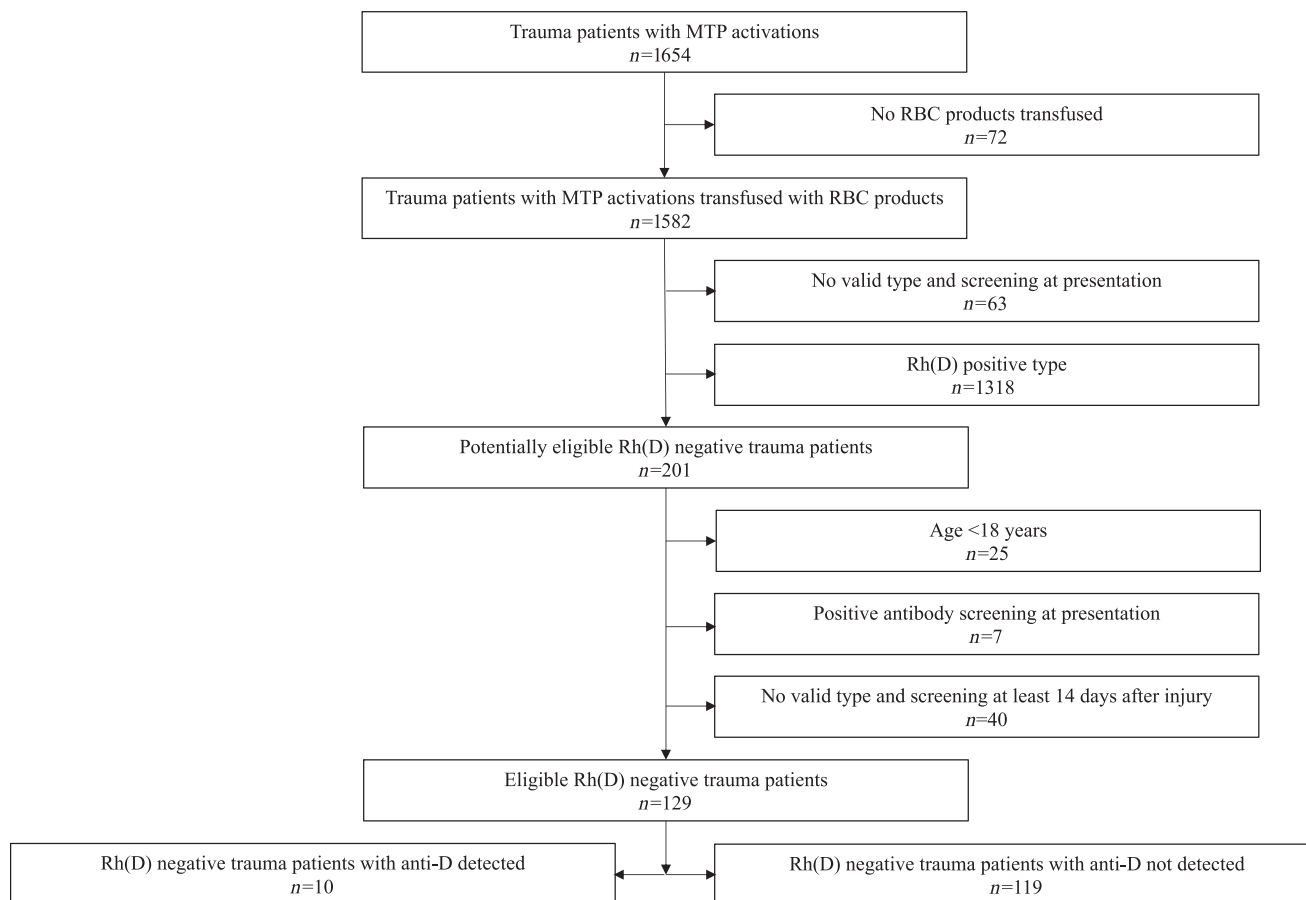 Trauma patients with MTP activations
n=1654
No RBC products transfused
n=72
Trauma patients with MTP activations transfused with RBC products
n=1582
No valid type and screening at presentation
n=63
Rh(D) positive type
n=1318
Potentially eligible Rh(D) negative trauma patients
n=201
Age <18 years
n=25
Positive antibody screening at presentation
n=7
No valid type and screening at least 14 days after injury
n=40
Eligible Rh(D) negative trauma patients
n=129
Rh(D) negative trauma patients with anti-D detected
n=10
Rh(D) negative trauma patients with anti-D not detected
n=119